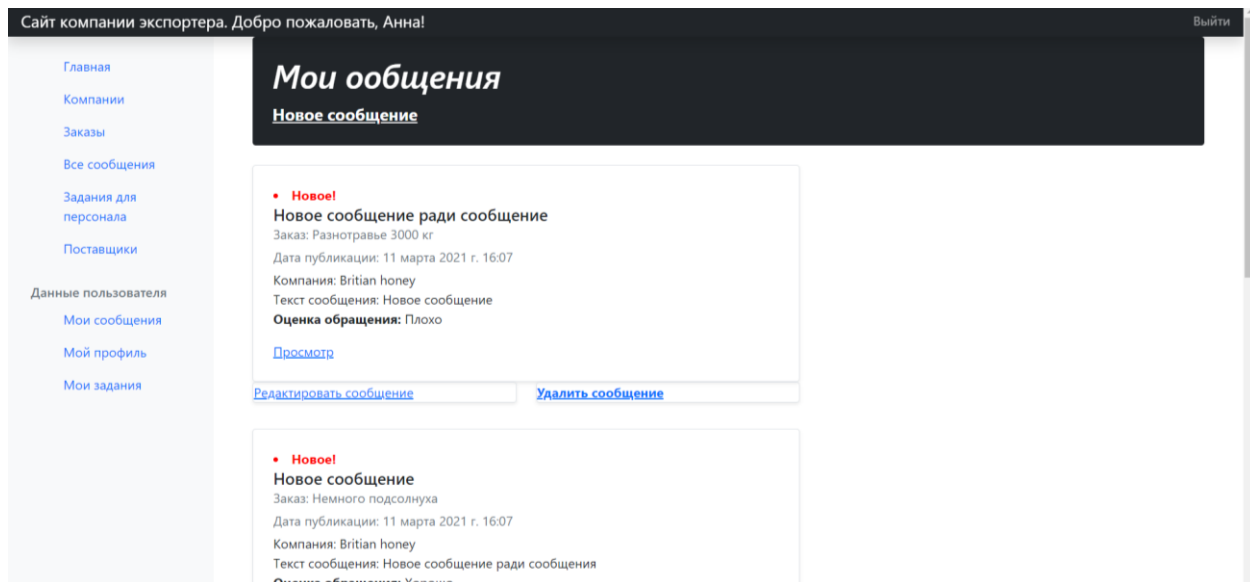 Сайт компании экспортера. Добро пожаловать, Анна!
Выйти
Главная
Компании
Заказы
Все сообщения
Задания для
персонала
Поставщики
Данные пользователя
Мои сообщения
Мой профиль
Мои задания
Мои ообщения
Новое сообщение
Новое!
Новое сообщение ради сообщение
Заказ: Разнотравье 3000 кг
Дата публикации: 11 марта 2021 г. 16:07
Компания: Britian honey
Текст сообщения: Новое сообщение
Оценка обращения: Плохо
Просмотр
Редактировать сообщение
Удалить сообщение
Новое!
Новое сообщение
Заказ: Немного подсолнуха
Дата публикации: 11 марта 2021 г. 16:07
Компания: Britian honey
Текст сообщения: Новое сообщение ради сообщения
Оценка обращения: Хорошо